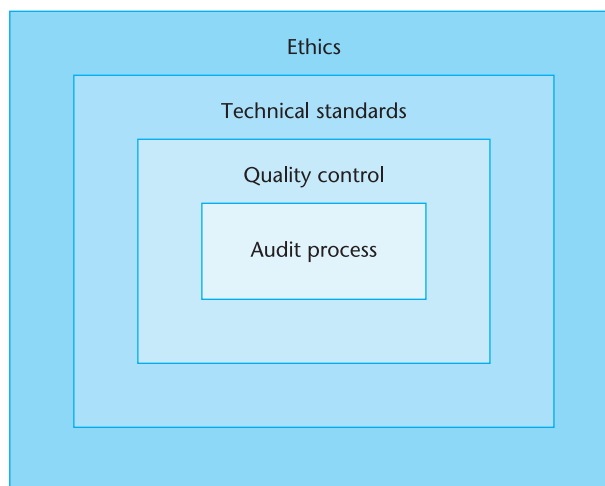 Ethics
Technical standards
Quality control
Audit process